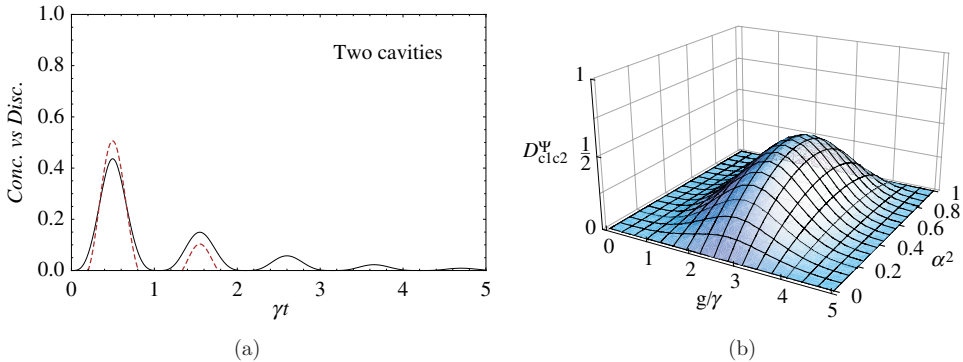 1.0
0.8
0.6
0.4
0.2
0.0
Conc. vs Disc.
Two cavities
0 1 2 3 4 5
γt
(a)
1
1/2
0
D^Ψ_c1c2
0 1 2 3 4 5
g/γ
0 0.2 0.4 0.6 0.8 1
α²
(b)